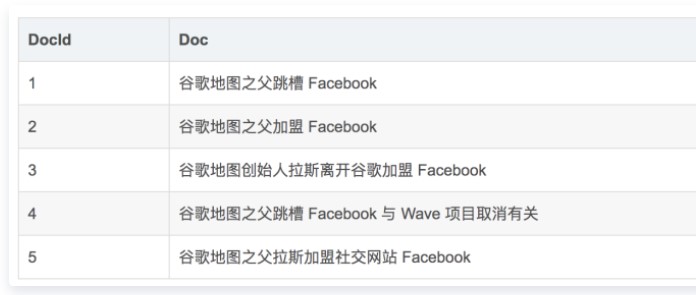 DocId Doc
1 谷歌地图之父跳槽 Facebook
2 谷歌地图之父加盟 Facebook
3 谷歌地图创始人拉斯离开谷歌加盟 Facebook
4 谷歌地图之父跳槽 Facebook 与 Wave 项目取消有关
5 谷歌地图之父拉斯加盟社交网站 Facebook